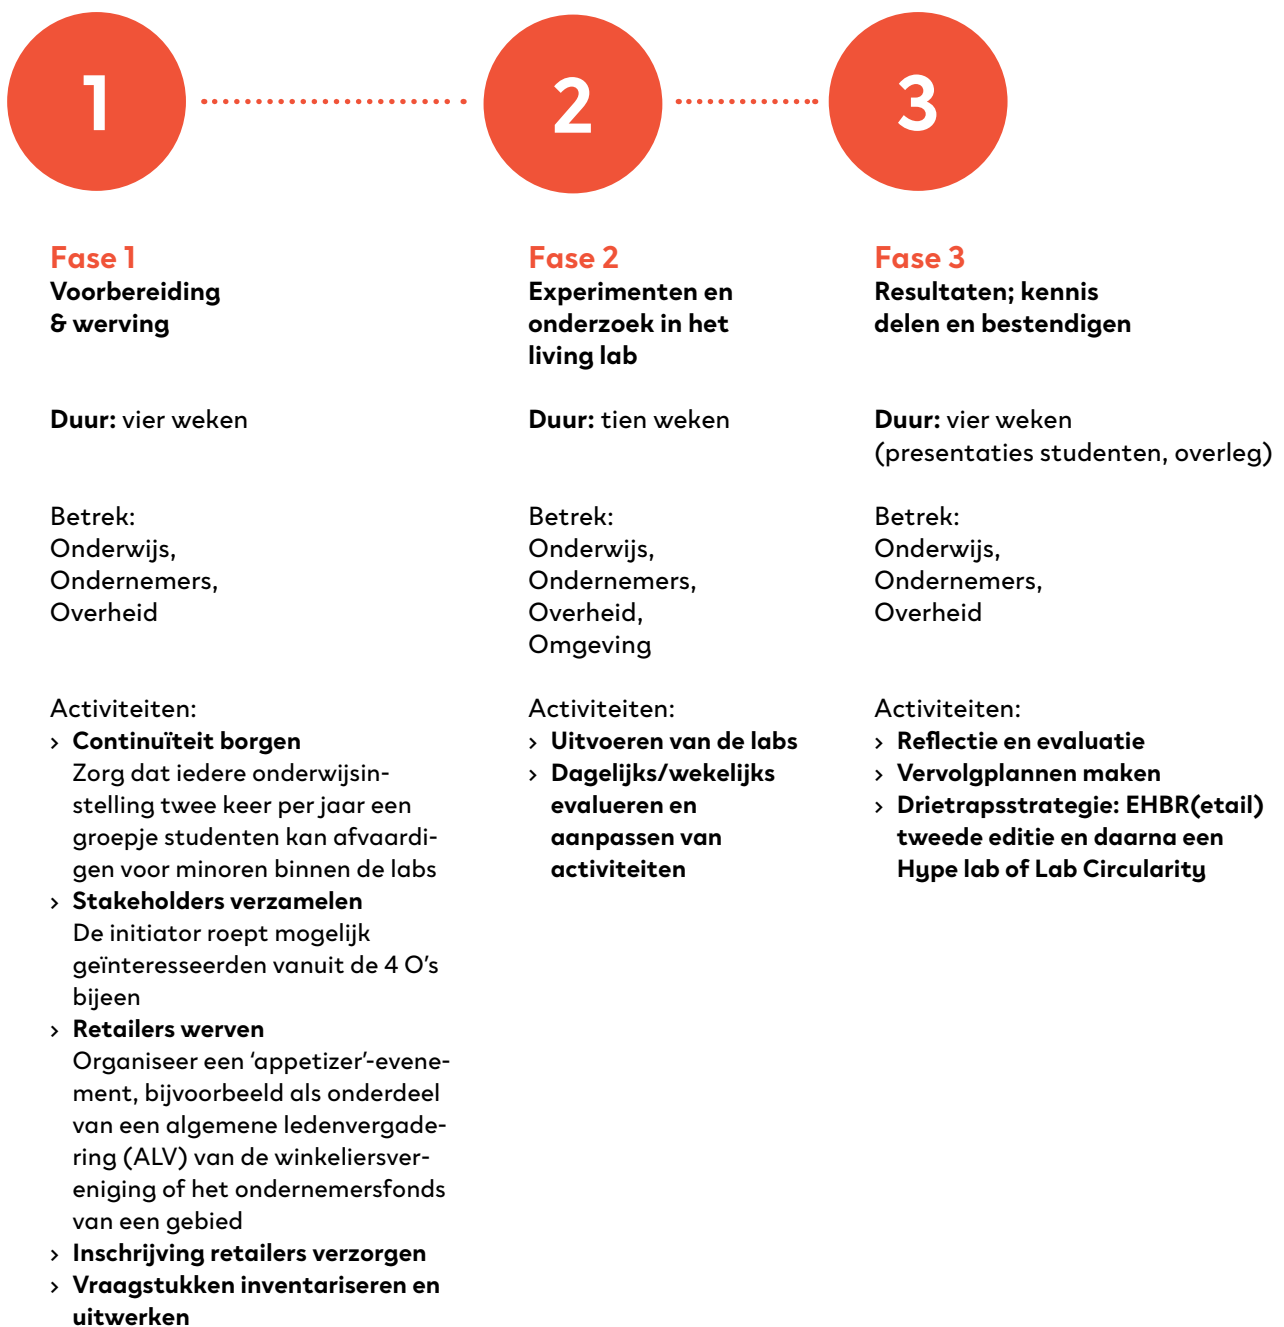 1
2
3
Fase 1
Voorbereiding
& werving
Duur: vier weken
Betrek:
Onderwijs,
Ondernemers,
Overheid
Activiteiten:
› Continuïteit borgen
Zorg dat iedere onderwijsin-
stelling twee keer per jaar een
groepje studenten kan afvaardi-
gen voor minoren binnen de labs
› Stakeholders verzamelen
De initiator roept mogelijk
geïnteresseerden vanuit de 4 O's
bijeen
› Retailers werven
Organiseer een ‘appetizer’-evene-
ment, bijvoorbeeld als onderdeel
van een algemene ledenvergade-
ring (ALV) van de winkeliersver-
eniging of het ondernemersfonds
van een gebied
› Inschrijving retailers verzorgen
› Vraagstukken inventariseren en
uitwerken
Fase 2
Experimenten en
onderzoek in het
living lab
Duur: tien weken
Betrek:
Onderwijs,
Ondernemers,
Overheid,
Omgeving
Activiteiten:
› Uitvoeren van de labs
› Dagelijks/wekelijks
evalueren en
aanpassen van
activiteiten
Fase 3
Resultaten; kennis
delen en bestendigen
Duur: vier weken
(presentaties studenten, overleg)
Betrek:
Onderwijs,
Ondernemers,
Overheid
Activiteiten:
› Reflectie en evaluatie
› Vervolgplannen maken
› Drietrapsstrategie: EHBR(etail)
tweede editie en daarna een
Hype lab of Lab Circularity